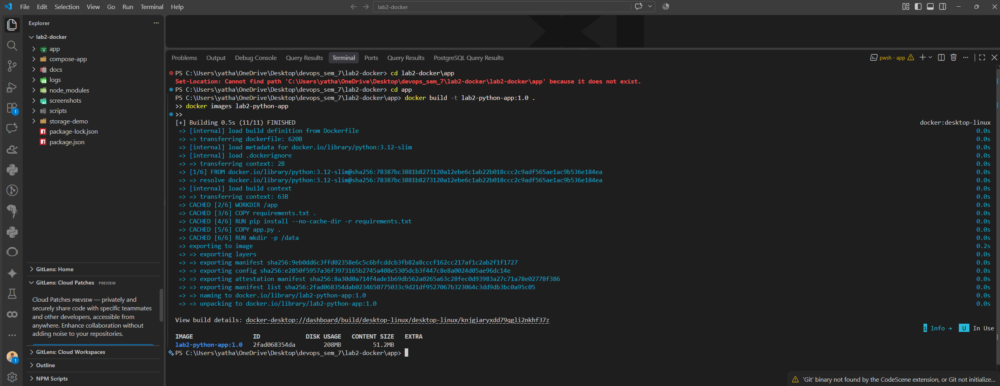 File Edit Selection View Go Run Terminal Help
lab2-docker
Explorer
lab2-docker
app
compose-app
docs
logs
node_modules
screenshots
scripts
storage-demo
package-lock.json
package.json
GitLens: Home
GitLens: Cloud Patches PREVIEW
Cloud Patches PREVIEW — privately and
securely share code with specific teammates
and other developers, accessible from
anywhere. Enhance collaboration without
adding noise to your repositories.
GitLens: Cloud Workspaces
Outline
NPM Scripts
1
1
Problems Output Debug Console Query Results Terminal Ports Query Results PostgreSQL Query Results
pwsh - app
PS C:\Users\yatha\OneDrive\Desktop\devops_sem_7\lab2-docker> cd lab2-docker\app
Set-Location: Cannot find path 'C:\Users\yatha\OneDrive\Desktop\devops_sem_7\lab2-docker\lab2-docker\app' because it does not exist.
PS C:\Users\yatha\OneDrive\Desktop\devops_sem_7\lab2-docker> cd app
PS C:\Users\yatha\OneDrive\Desktop\devops_sem_7\lab2-docker\app> docker build -t lab2-python-app:1.0 .
>> docker images lab2-python-app
>>
[+] Building 0.5s (11/11) FINISHED docker:desktop-linux
=> [internal] load build definition from Dockerfile 0.0s
=> => transferring dockerfile: 620B 0.0s
=> [internal] load metadata for docker.io/library/python:3.12-slim 0.0s
=> [internal] load .dockerignore 0.0s
=> => transferring context: 2B 0.0s
=> [1/6] FROM docker.io/library/python:3.12-slim@sha256:78387bc3881b8273120a12ebe6c1ab22b018ccc2c9adf565ae1ac9b536e184ea 0.0s
=> => resolve docker.io/library/python:3.12-slim@sha256:78387bc3881b8273120a12ebe6c1ab22b018ccc2c9adf565ae1ac9b536e184ea 0.0s
=> [internal] load build context 0.0s
=> => transferring context: 63B 0.0s
=> CACHED [2/6] WORKDIR /app 0.0s
=> CACHED [3/6] COPY requirements.txt . 0.0s
=> CACHED [4/6] RUN pip install --no-cache-dir -r requirements.txt 0.0s
=> CACHED [5/6] COPY app.py . 0.0s
=> CACHED [6/6] RUN mkdir -p /data 0.0s
=> exporting to image 0.2s
=> => exporting layers 0.0s
=> => exporting manifest sha256:9eb0dd6c3ffd02358e6c5c6bfcddcb3fb82a8cccf162cc217af1c2ab2f1f1727 0.0s
=> => exporting config sha256:e2850f5957a36f3973165b2745a408e5305dcb3f447c8e8a0024d05ae96dc14e 0.0s
=> => exporting attestation manifest sha256:8a30d0a714f4ade1b69db562a0265a63c28fec0d93983a27c71a78e02778f386 0.0s
=> => exporting manifest list sha256:2fad068354dab0234650775033c9d21df9527067b323064c3dd9db3bc0a95c05 0.0s
=> => naming to docker.io/library/lab2-python-app:1.0 0.0s
=> => unpacking to docker.io/library/lab2-python-app:1.0 0.0s
View build details: docker-desktop://dashboard/build/desktop-linux/desktop-linux/knjgiaryxdd79qgli2nkhf37z
i Info → U In Use
IMAGE ID DISK USAGE CONTENT SIZE EXTRA
lab2-python-app:1.0 2fad068354da 208MB 51.2MB
PS C:\Users\yatha\OneDrive\Desktop\devops_sem_7\lab2-docker\app>
'Git' binary not found by the CodeScene extension, or Git not initialize...